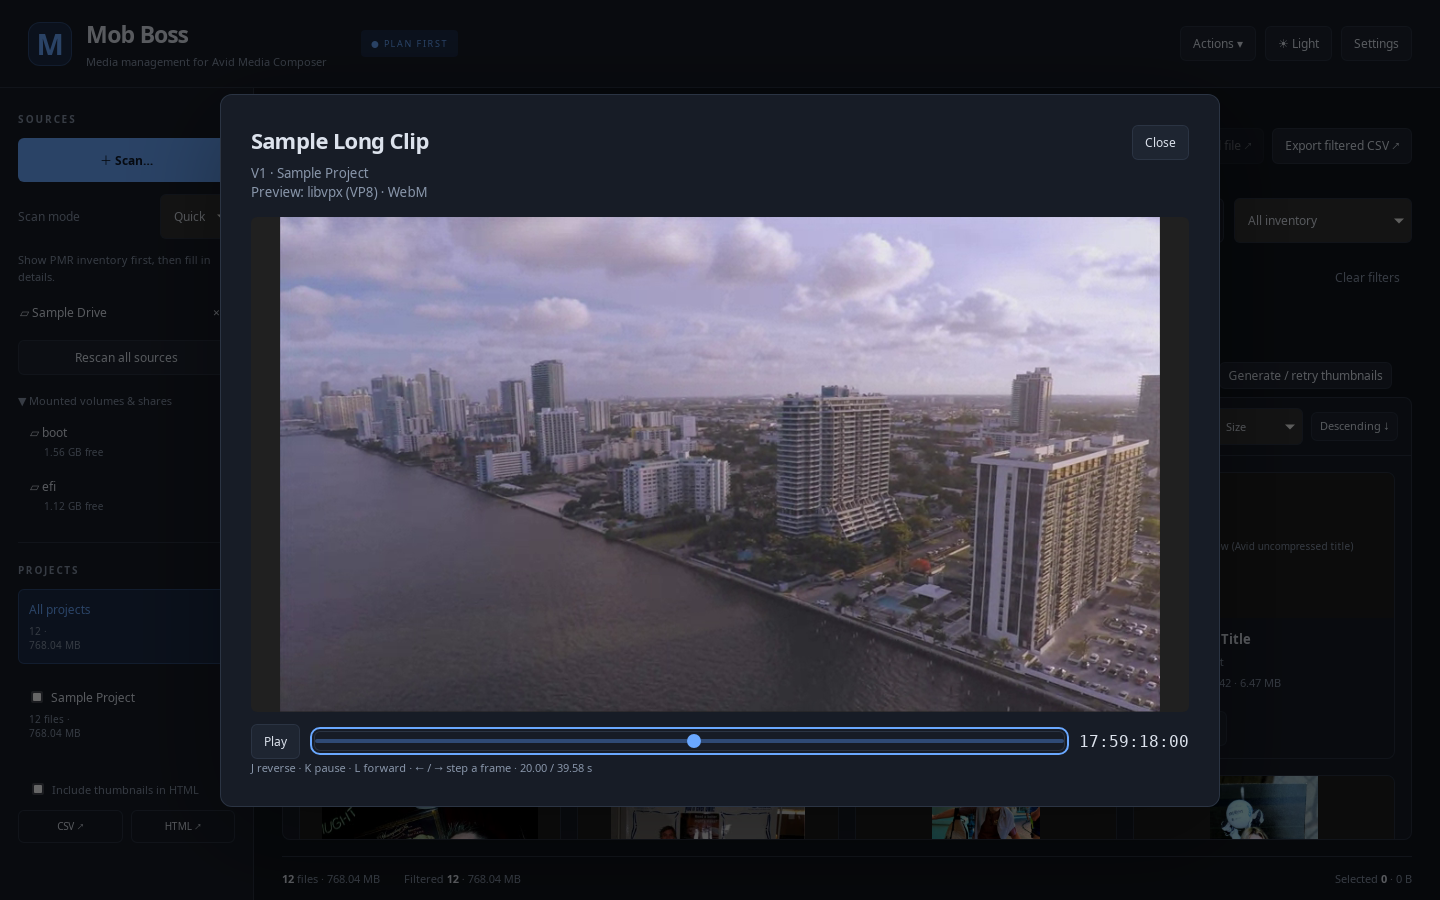 M
Mob Boss
Media management for Avid Media Composer
PLAN FIRST
Actions ▾
☀ Light
Settings
SOURCES
+ Scan...
Scan mode
Quick
Show PMR inventory first, then fill in
details.
Sample Drive
×
Rescan all sources
▼ Mounted volumes & shares
boot
1.56 GB free
efi
1.12 GB free
PROJECTS
All projects
12 ·
768.04 MB
Sample Project
12 files ·
768.04 MB
Include thumbnails in HTML
CSV ↗
HTML ↗
Sample Long Clip
Close
V1 · Sample Project
Preview: libvpx (VP8) · WebM
Play
17:59:18:00
J reverse · K pause · L forward · ← / → step a frame · 20.00 / 39.58 s
file ↗
Export filtered CSV ↗
All inventory
Clear filters
Generate / retry thumbnails
Size
Descending ↓
(Avid uncompressed title)
Title
42 · 6.47 MB
12 files · 768.04 MB
Filtered 12 · 768.04 MB
Selected 0 · 0 B